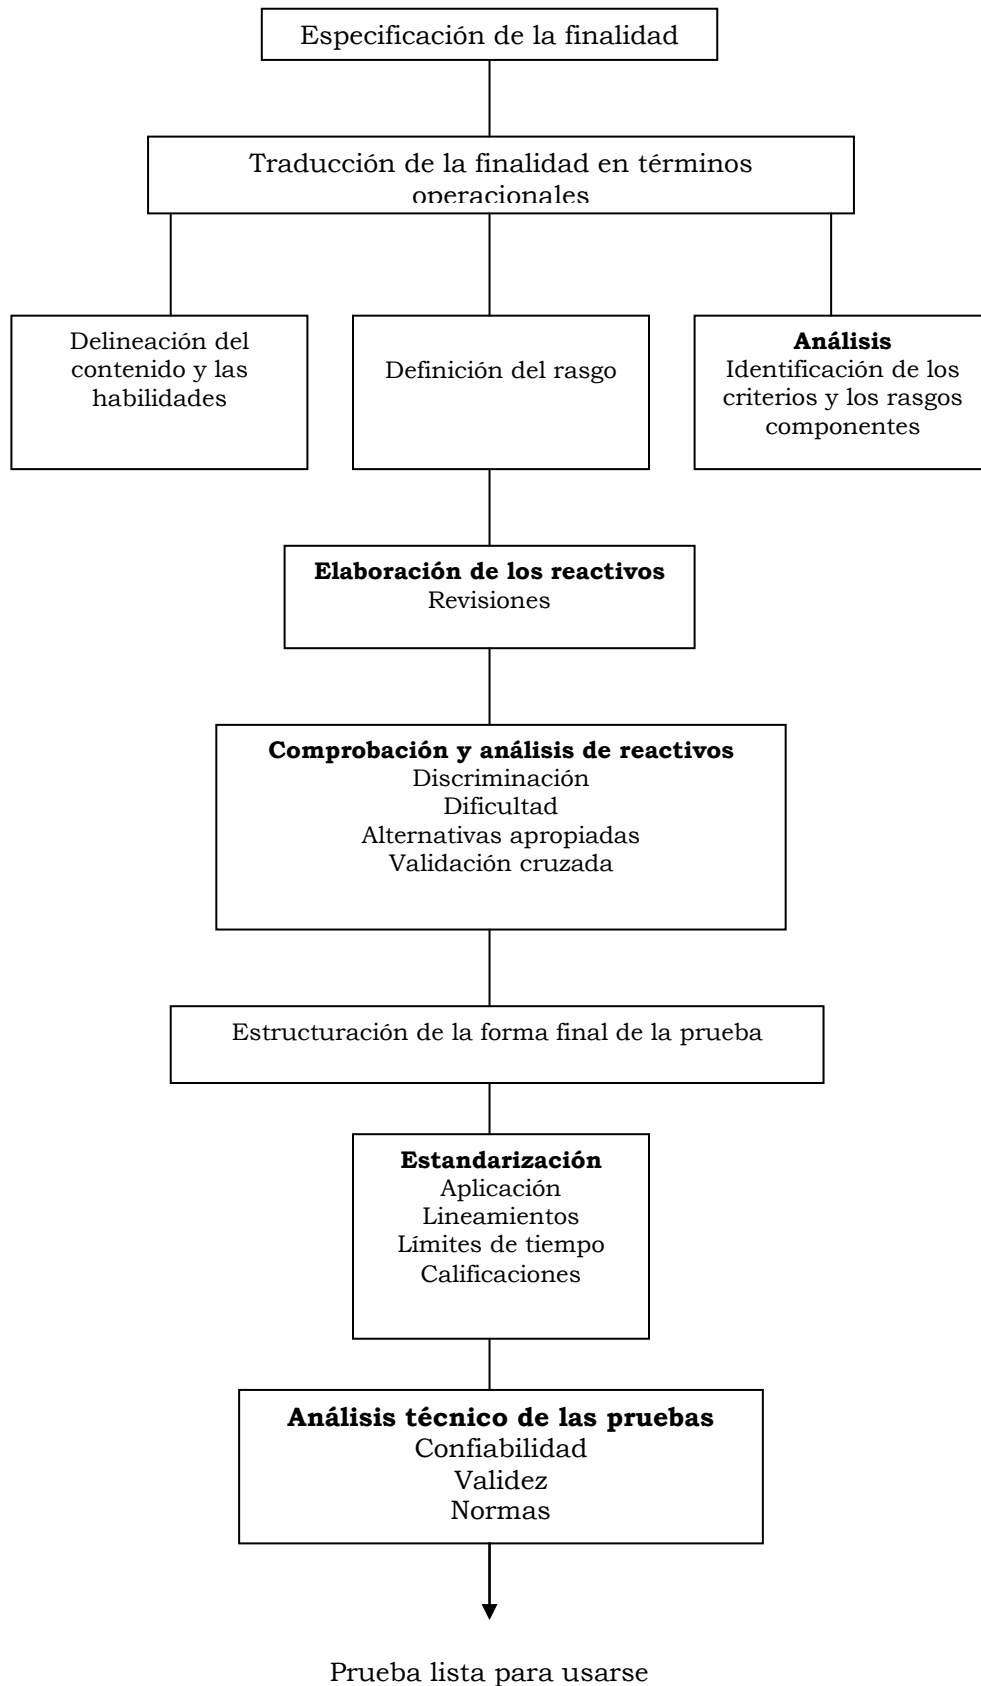 Especificación de la finalidad
Traducción de la finalidad en términos
operacionales
Delineación del
contenido y las
habilidades
Definición del rasgo
Análisis
Identificación de los
criterios y los rasgos
componentes
Elaboración de los reactivos
Revisiones
Comprobación y análisis de reactivos
Discriminación
Dificultad
Alternativas apropiadas
Validación cruzada
Estructuración de la forma final de la prueba
Estandarización
Aplicación
Lineamientos
Límites de tiempo
Calificaciones
Análisis técnico de las pruebas
Confiabilidad
Validez
Normas
Prueba lista para usarse